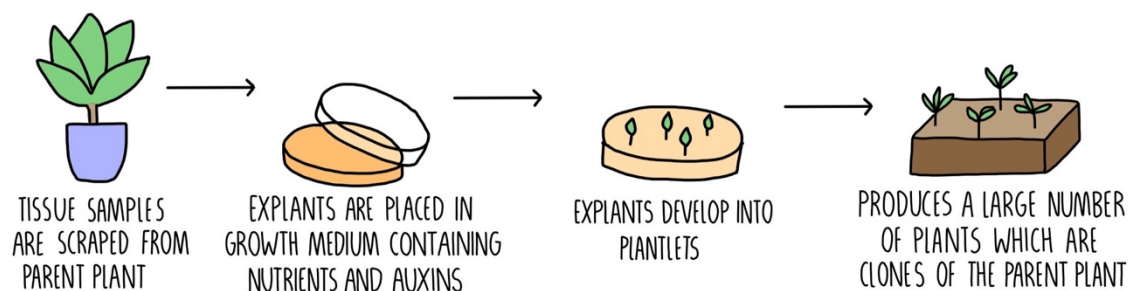 TISSUE SAMPLES
ARE SCRAPED FROM
PARENT PLANT
EXPLANTS ARE PLACED IN
GROWTH MEDIUM CONTAINING
NUTRIENTS AND AUXINS
EXPLANTS DEVELOP INTO
PLANTLETS
PRODUCES A LARGE NUMBER
OF PLANTS WHICH ARE
CLONES OF THE PARENT PLANT